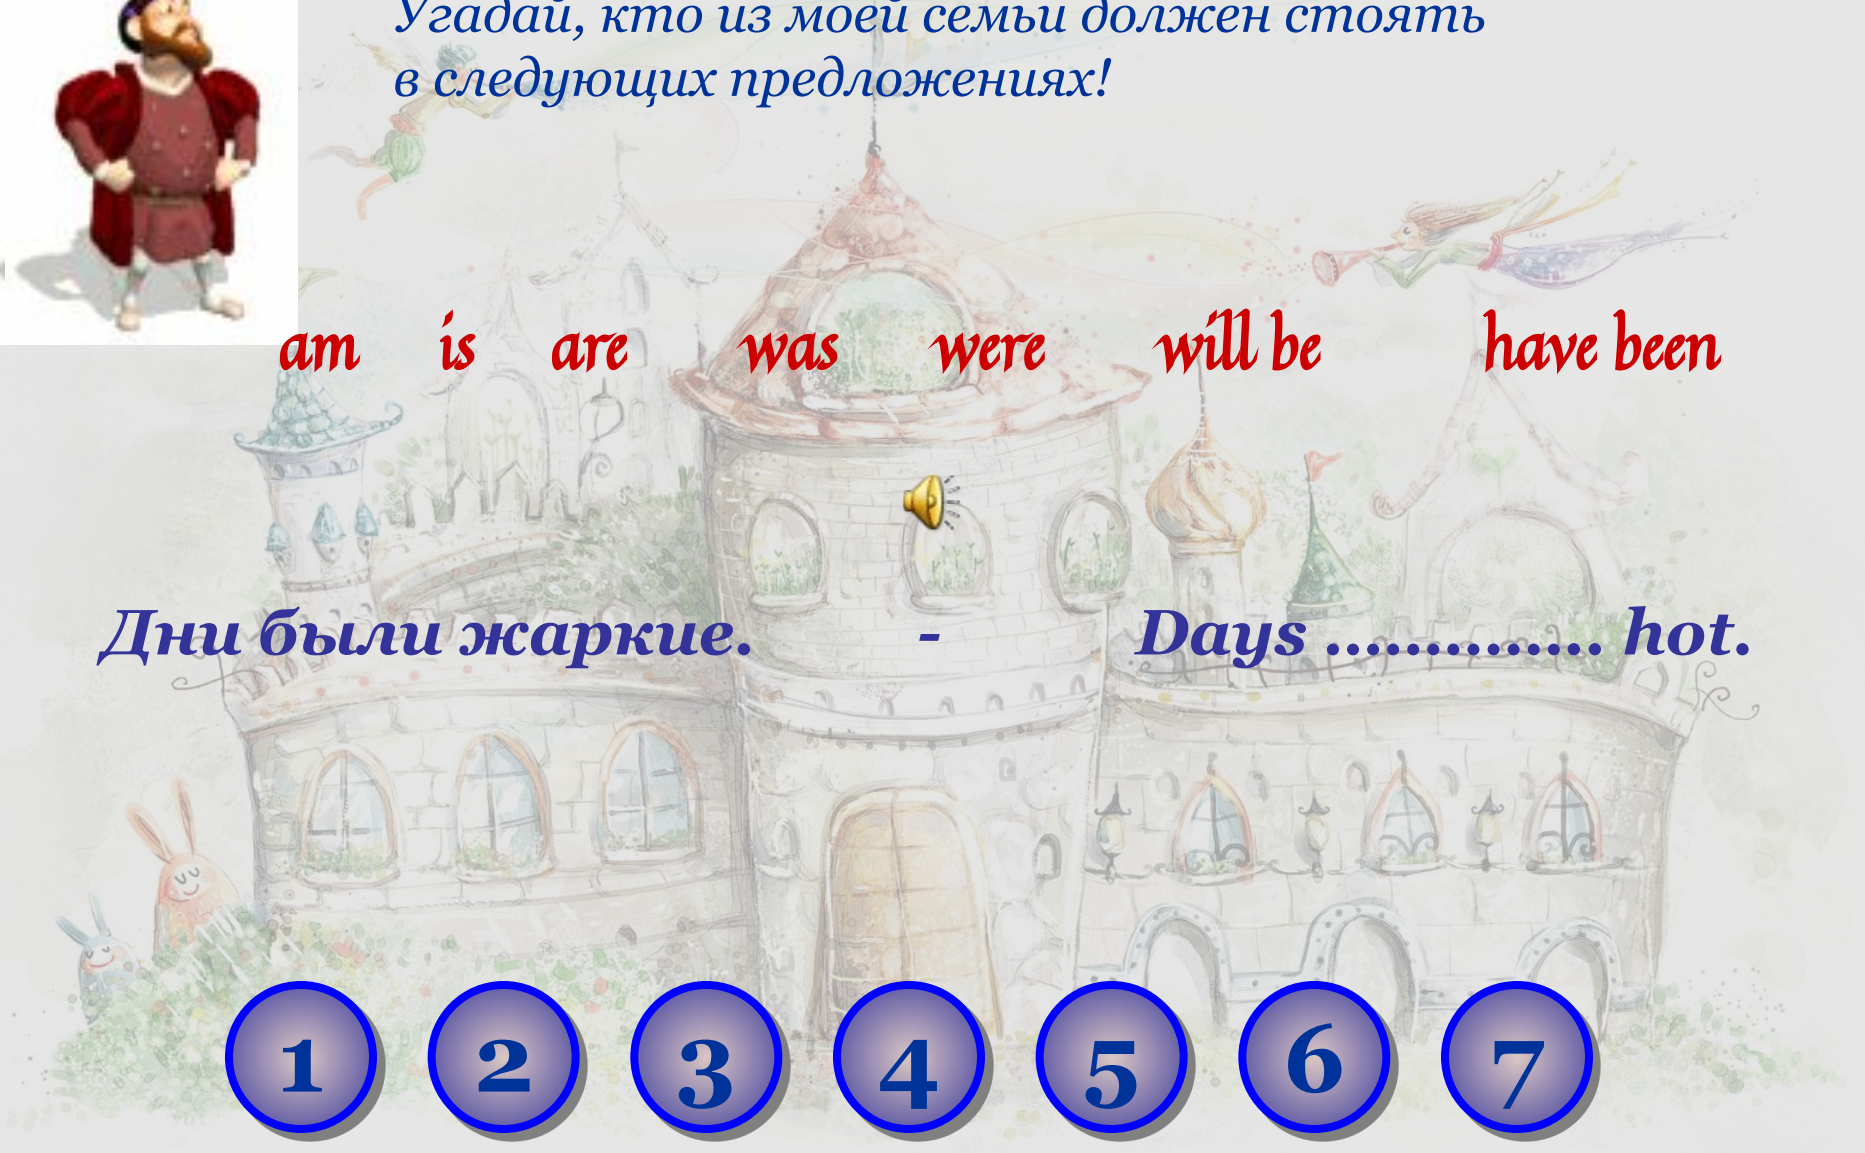 Угадай, кто из моей семьи должен стоять
в следующих предложениях!
am is are was were will be have been
Дни были жаркие. - Days ............. hot.
1 2 3 4 5 6 7